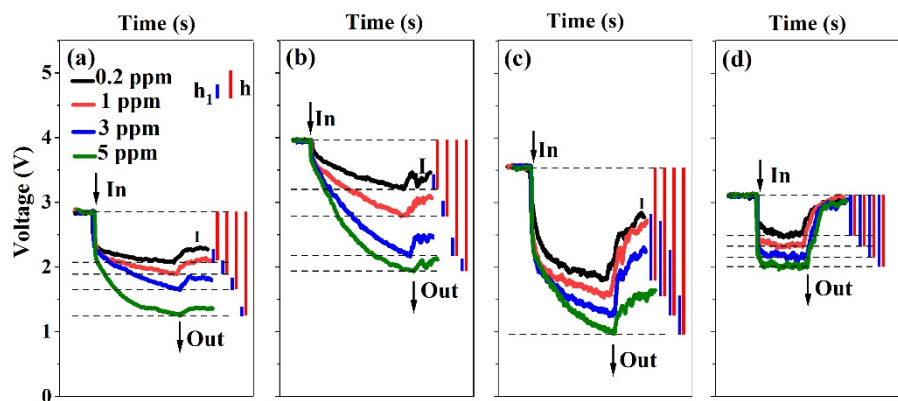 Time (s) Time (s) Time (s) Time (s)
(a) (b) (c) (d)
5
4
3
2
1
0
Voltage (V)
0.2 ppm
1 ppm
3 ppm
5 ppm
h1 h
In
Out
I
In
Out
I
In
Out
In
Out